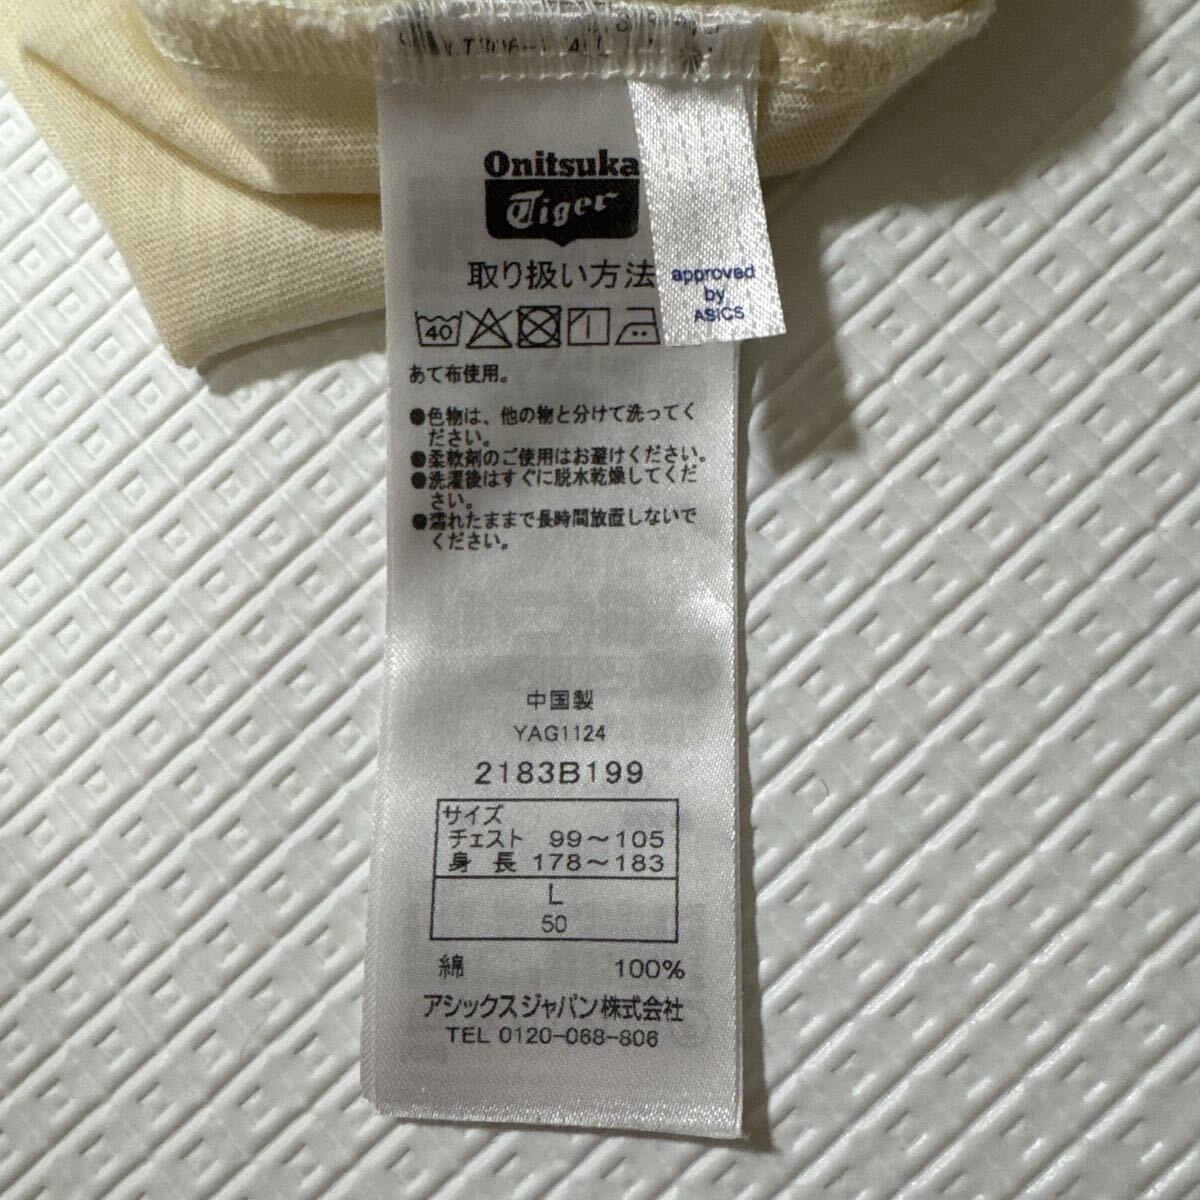 Onitsuka
Tiger
approved
by
ASICS
取り扱い方法
40
あて布使用。
●色物は、他の物と分けて洗ってく
ださい。
●柔軟剤のご使用はお避けください。
●洗濯後はすぐに脱水乾燥してくだ
さい。
●濡れたままで長時間放置しないで
ください。
中国製
YAG1124
2183B199
サイズ
チェスト 99～105
身 長 178～183
L
50
綿 100%
アシックスジャパン株式会社
TEL 0120-068-806